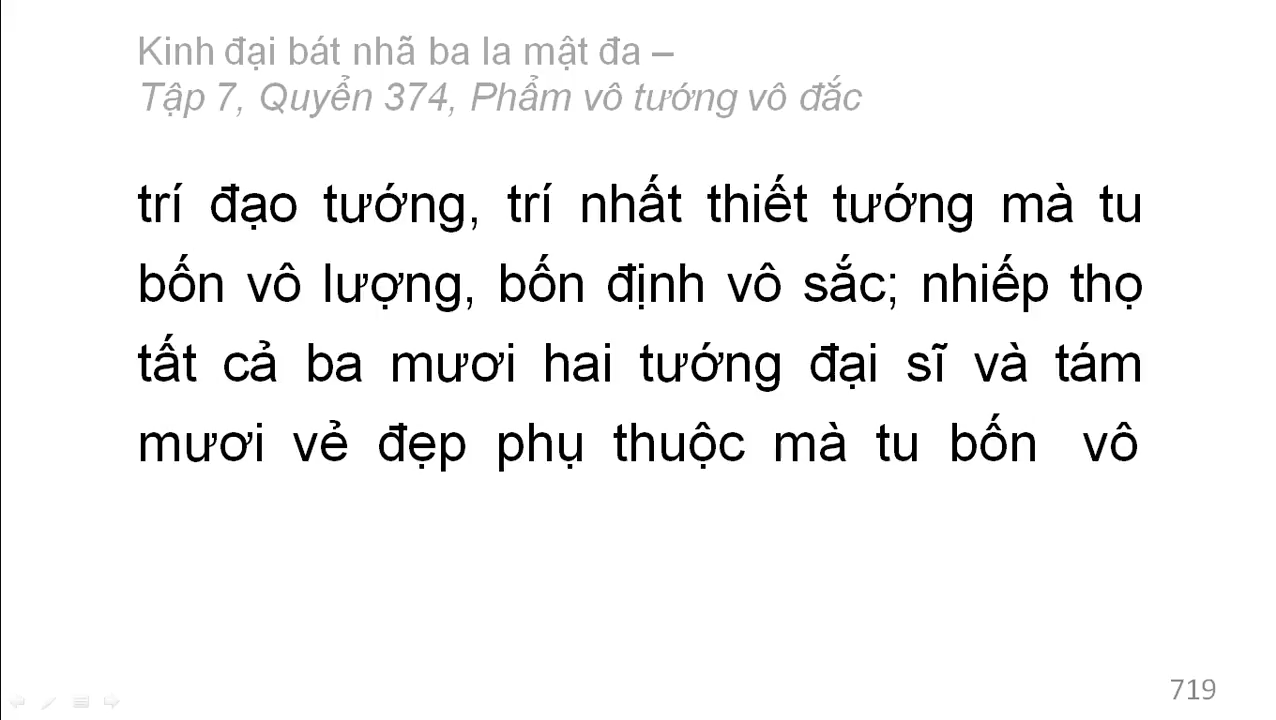 Kinh đại bát nhã ba la mật đa –
Tập 7, Quyển 374, Phẩm vô tướng vô đắc
trí đạo tướng, trí nhất thiết tướng mà tu
bốn vô lượng, bốn định vô sắc; nhiếp thọ
tất cả ba mươi hai tướng đại sĩ và tám
mươi vẻ đẹp phụ thuộc mà tu bốn vô
719